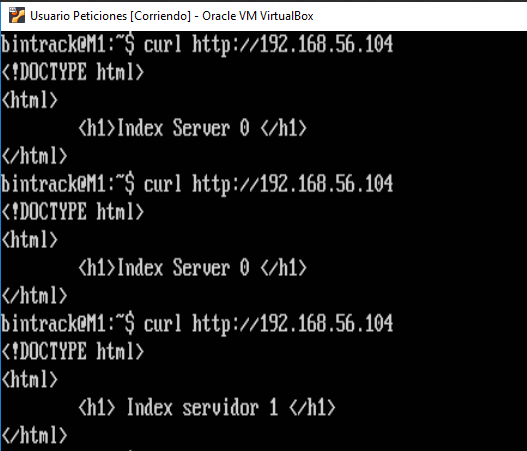 Usuario Peticiones [Corriendo] - Oracle VM VirtualBox
bintrack@M1:~$ curl http://192.168.56.104
<!DOCTYPE html>
<html>
        <h1>Index Server 0 </h1>
</html>
bintrack@M1:~$ curl http://192.168.56.104
<!DOCTYPE html>
<html>
        <h1>Index Server 0 </h1>
</html>
bintrack@M1:~$ curl http://192.168.56.104
<!DOCTYPE html>
<html>
        <h1> Index servidor 1 </h1>
</html>